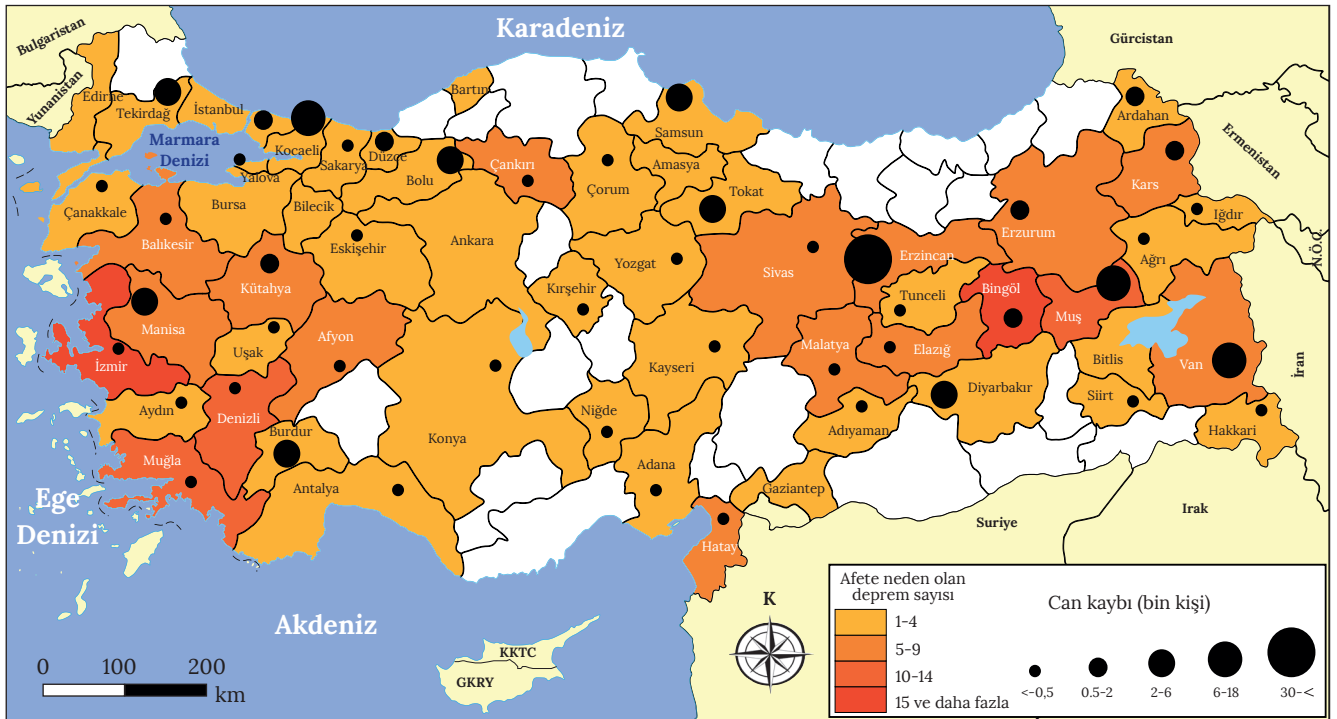 Karadeniz
Bulgaristan
Yunanistan
Gürcistan
Ermenistan
N.Ö.C.
İran
Irak
Suriye
Marmara
Denizi
Ege
Denizi
Akdeniz
KKTC
GKRY
Edirne
Tekirdağ
İstanbul
Kocaeli
Yalova
Sakarya
Düzce
Bolu
Bartın
Çankırı
Samsun
Amasya
Çorum
Tokat
Ardahan
Kars
Iğdır
Ağrı
Erzurum
Erzincan
Sivas
Yozgat
Ankara
Eskişehir
Bilecik
Bursa
Çanakkale
Balıkesir
Kütahya
Manisa
Uşak
Afyon
İzmir
Aydın
Denizli
Muğla
Burdur
Antalya
Konya
Kırşehir
Kayseri
Niğde
Adana
Hatay
Gaziantep
Adıyaman
Malatya
Elazığ
Tunceli
Bingöl
Muş
Bitlis
Van
Siirt
Hakkari
Diyarbakır
K
0 100 200
km
Afete neden olan
deprem sayısı
1-4
5-9
10-14
15 ve daha fazla
Can kaybı (bin kişi)
<-0,5 0.5-2 2-6 6-18 30-<